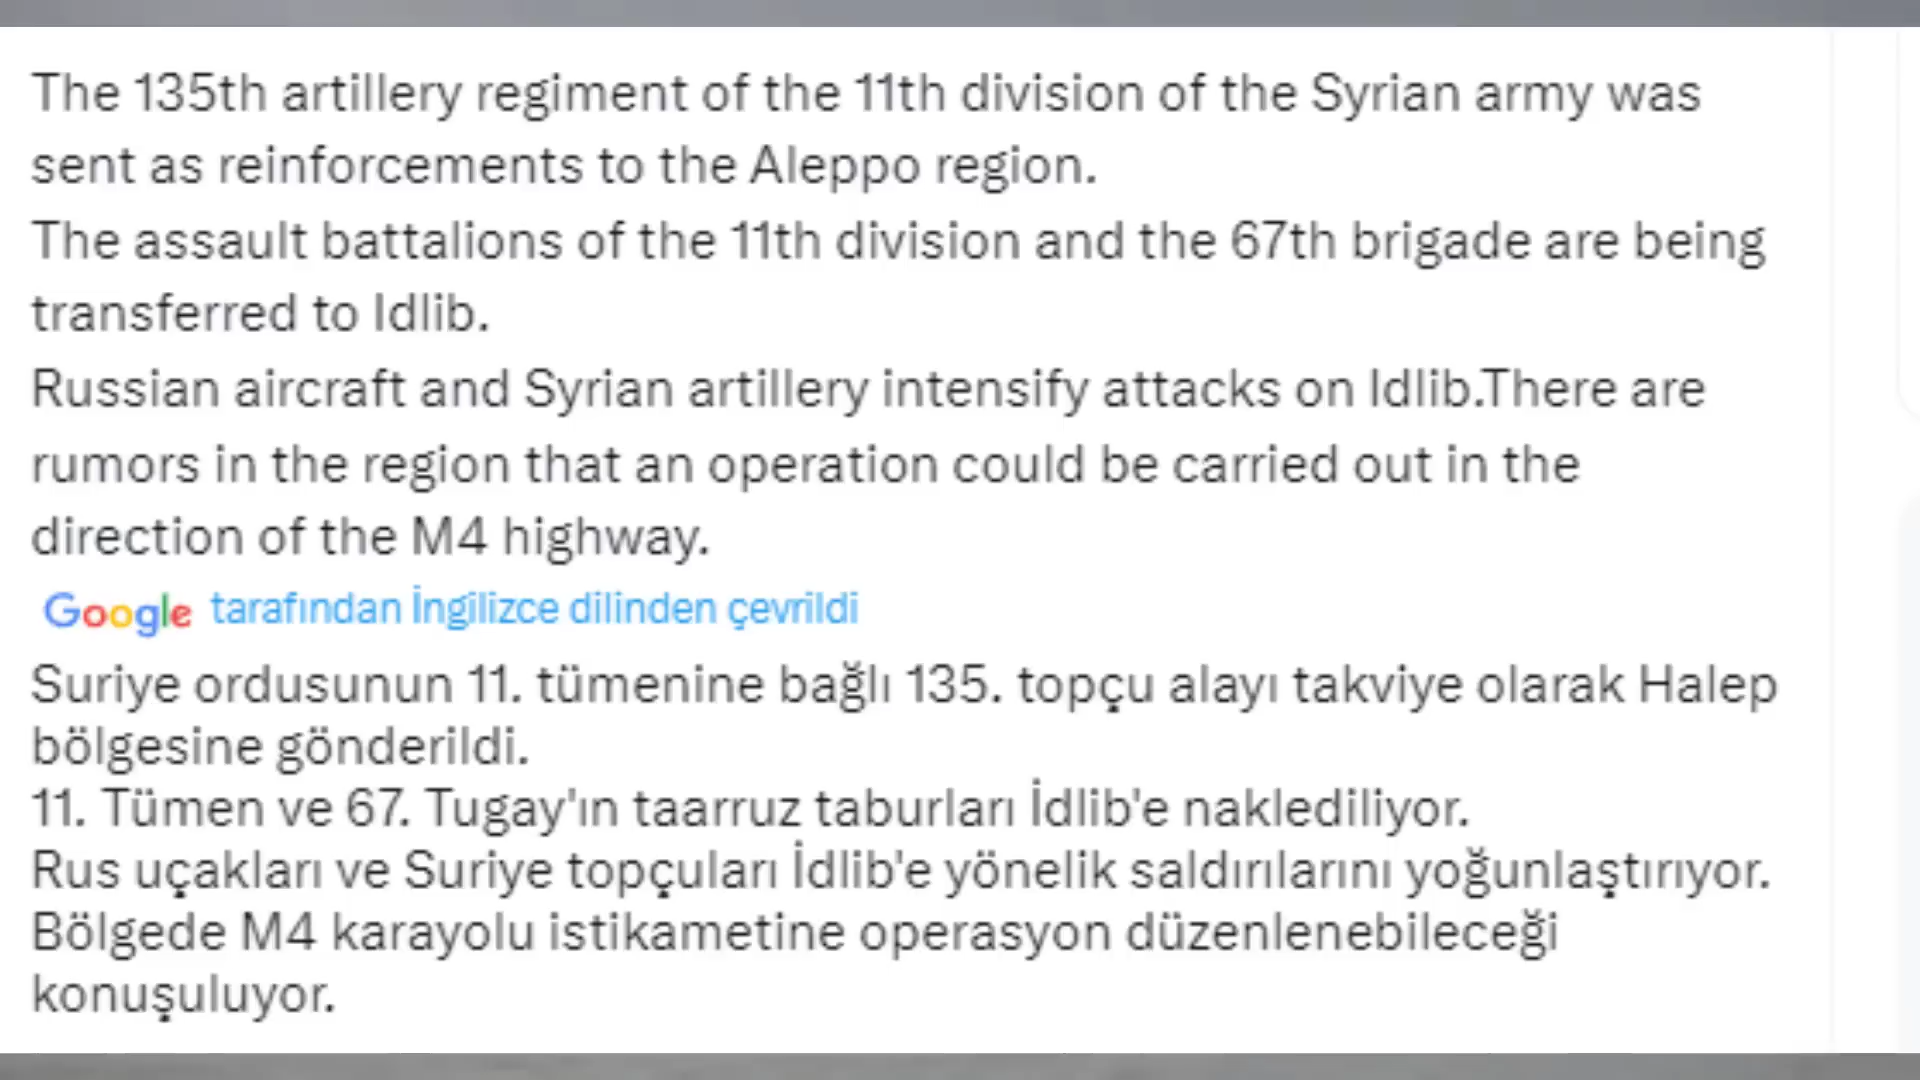 The 135th artillery regiment of the 11th division of the Syrian army was
sent as reinforcements to the Aleppo region.
The assault battalions of the 11th division and the 67th brigade are being
transferred to Idlib.
Russian aircraft and Syrian artillery intensify attacks on Idlib.There are
rumors in the region that an operation could be carried out in the
direction of the M4 highway.
Google tarafından İngilizce dilinden çevrildi
Suriye ordusunun 11. tümenine bağlı 135. topçu alayı takviye olarak Halep
bölgesine gönderildi.
11. Tümen ve 67. Tugay'ın taarruz taburları İdlib'e naklediliyor.
Rus uçakları ve Suriye topçuları İdlib'e yönelik saldırılarını yoğunlaştırıyor.
Bölgede M4 karayolu istikametine operasyon düzenlenebileceği
konuşuluyor.